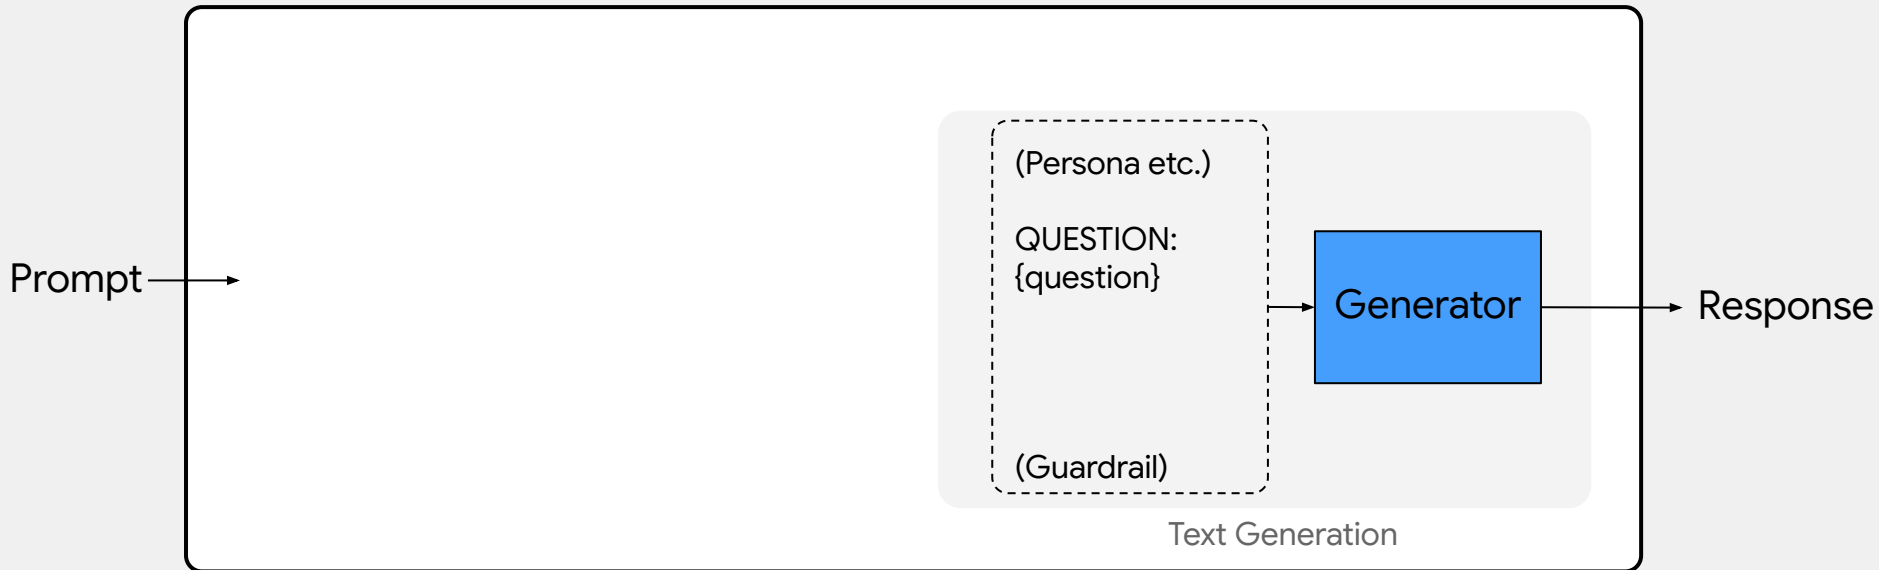 Prompt
(Persona etc.)
QUESTION:
{question}
(Guardrail)
Generator
Response
Text Generation